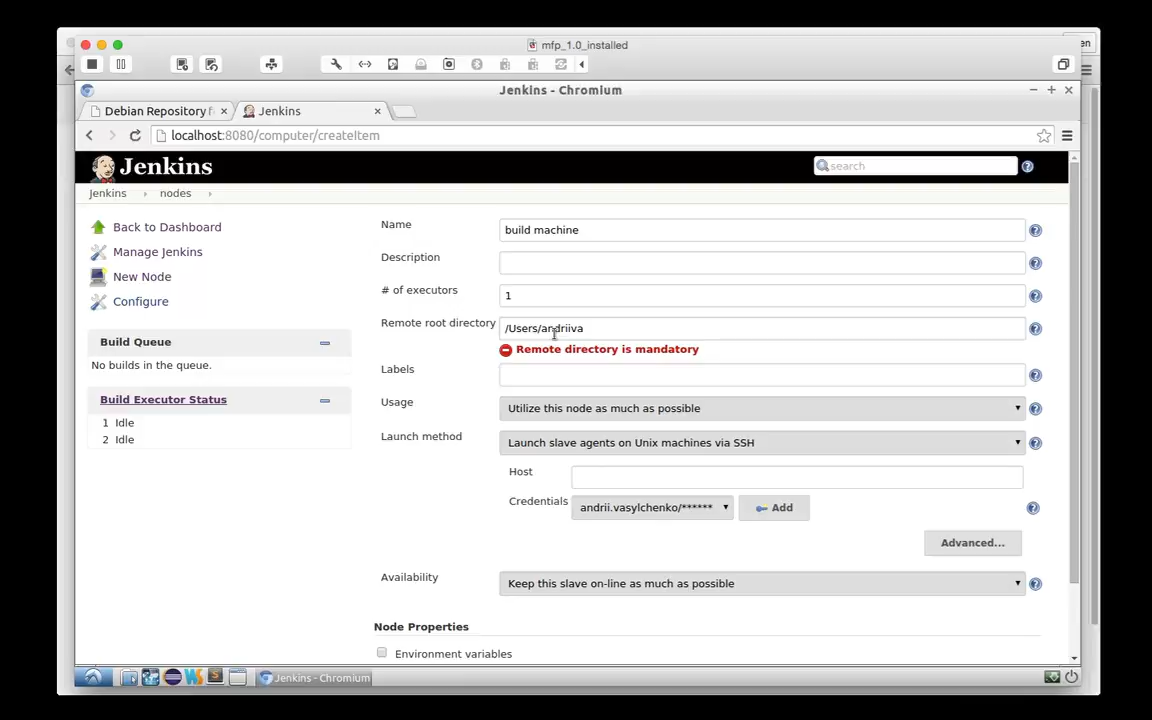 en
mfp_1.0_installed
Jenkins - Chromium
Debian Repository f
Jenkins
localhost:8080/computer/createItem
Jenkins
search
Jenkins
nodes
Back to Dashboard
Manage Jenkins
New Node
Configure
Build Queue
No builds in the queue.
Build Executor Status
1 Idle
2 Idle
Name
build machine
Description
# of executors
1
Remote root directory
/Users/andriiva
Remote directory is mandatory
Labels
Usage
Utilize this node as much as possible
Launch method
Launch slave agents on Unix machines via SSH
Host
Credentials
andrii.vasylchenko/******
Add
Advanced...
Availability
Keep this slave on-line as much as possible
Node Properties
Environment variables
Jenkins - Chromium